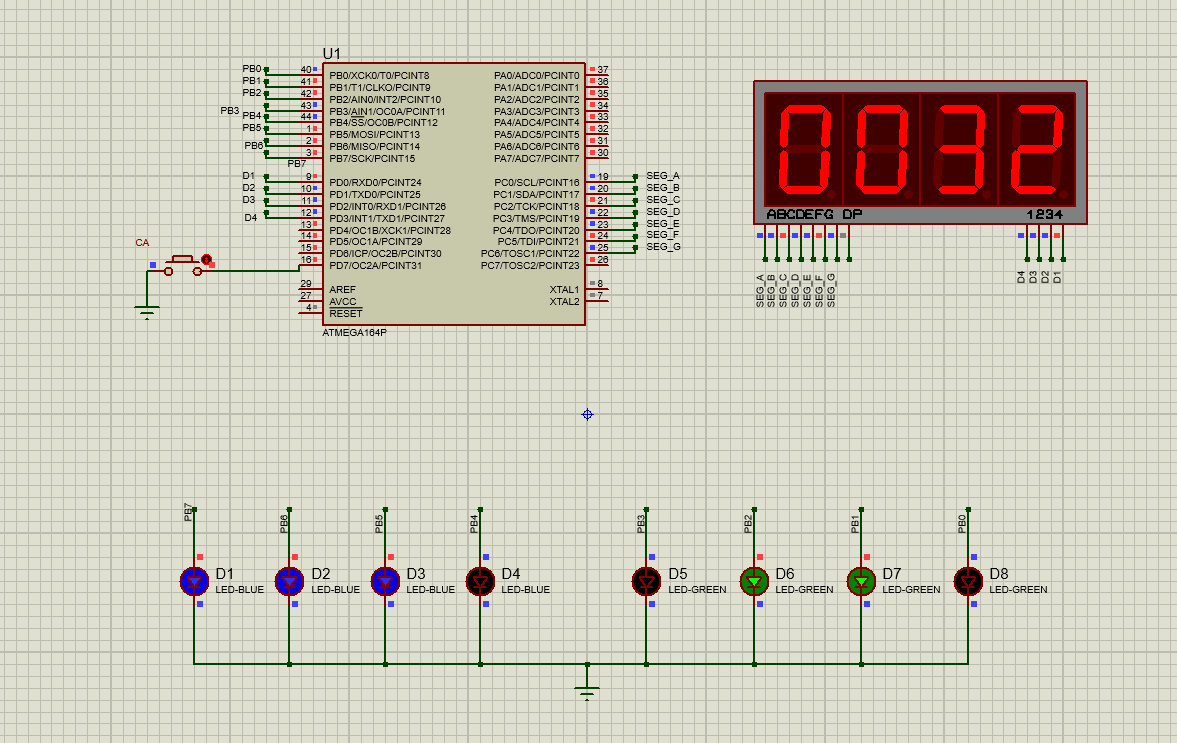 U1
PB0 40 PB0/XCK0/T0/PCINT8 PA0/ADC0/PCINT0 37
PB1 41 PB1/T1/CLKO/PCINT9 PA1/ADC1/PCINT1 36
PB2 42 PB2/AIN0/INT2/PCINT10 PA2/ADC2/PCINT2 35
PB3 43 PB3/AIN1/OC0A/PCINT11 PA3/ADC3/PCINT3 34
PB4 44 PB4/SS/OC0B/PCINT12 PA4/ADC4/PCINT4 33
PB5 1 PB5/MOSI/PCINT13 PA5/ADC5/PCINT5 32
PB6 2 PB6/MISO/PCINT14 PA6/ADC6/PCINT6 31
PB7 3 PB7/SCK/PCINT15 PA7/ADC7/PCINT7 30
D1 9 PD0/RXD0/PCINT24 PC0/SCL/PCINT16 19 SEG_A
D2 10 PD1/TXD0/PCINT25 PC1/SDA/PCINT17 20 SEG_B
D3 11 PD2/INT0/RXD1/PCINT26 PC2/TCK/PCINT18 21 SEG_C
D4 12 PD3/INT1/TXD1/PCINT27 PC3/TMS/PCINT19 22 SEG_D
13 PD4/OC1B/XCK1/PCINT28 PC4/TDO/PCINT20 23 SEG_E
14 PD5/OC1A/PCINT29 PC5/TDI/PCINT21 24 SEG_F
15 PD6/ICP/OC2B/PCINT30 PC6/TOSC1/PCINT22 25 SEG_G
16 PD7/OC2A/PCINT31 PC7/TOSC2/PCINT23 26
CA
29 AREF XTAL1 8
27 AVCC XTAL2 7
4 RESET
ATMEGA164P
0032
ABCDEFG DP 1234
SEG_A SEG_B SEG_C SEG_D SEG_E SEG_F SEG_G D4 D3 D2 D1
PB7 PB6 PB5 PB4 PB3 PB2 PB1 PB0
D1 D2 D3 D4 D5 D6 D7 D8
LED-BLUE LED-BLUE LED-BLUE LED-BLUE LED-GREEN LED-GREEN LED-GREEN LED-GREEN